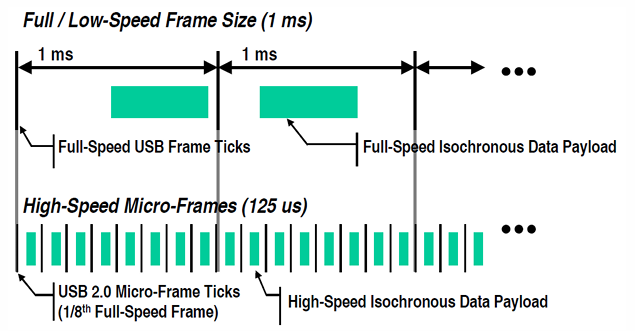 Full / Low-Speed Frame Size (1 ms)
1 ms
1 ms
Full-Speed USB Frame Ticks
Full-Speed Isochronous Data Payload
High-Speed Micro-Frames (125 us)
USB 2.0 Micro-Frame Ticks
(1/8th Full-Speed Frame)
High-Speed Isochronous Data Payload